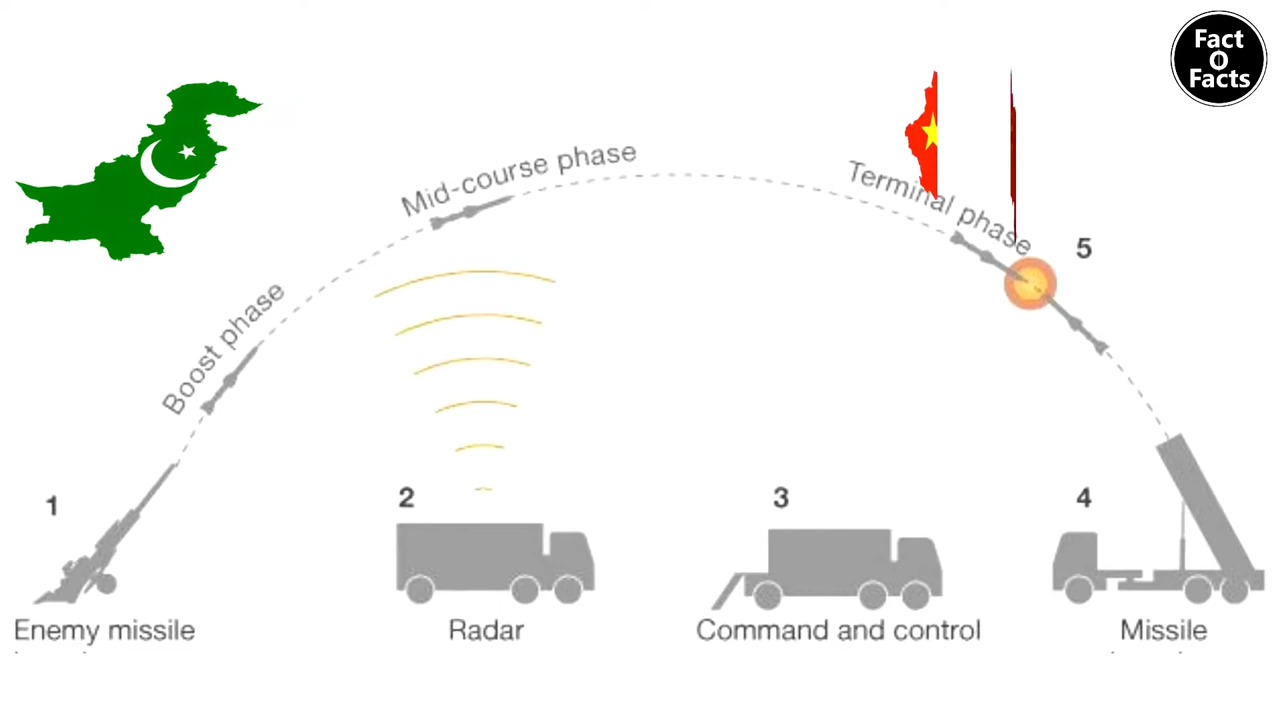 Fact
O
Facts
Mid-course phase
Terminal phase
5
Boost phase
1
2
3
4
Enemy missile
Radar
Command and control
Missile